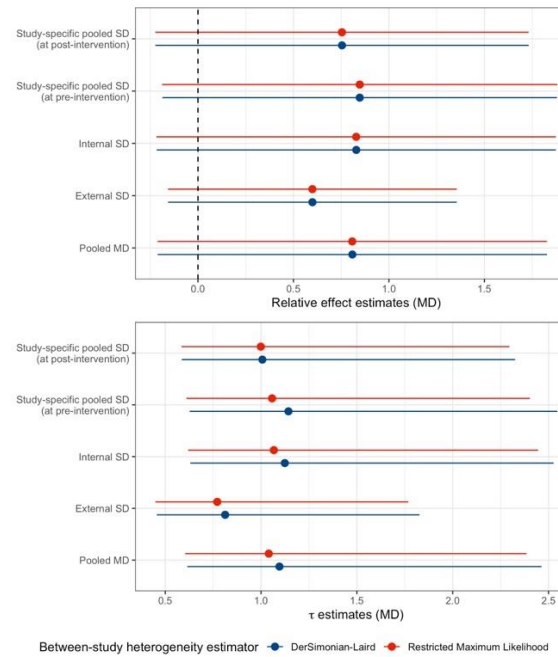 Study-specific pooled SD
(at post-intervention)
Study-specific pooled SD
(at pre-intervention)
Internal SD
External SD
Pooled MD
0.0 0.5 1.0 1.5
Relative effect estimates (MD)
Study-specific pooled SD
(at post-intervention)
Study-specific pooled SD
(at pre-intervention)
Internal SD
External SD
Pooled MD
0.5 1.0 1.5 2.0 2.5
τ estimates (MD)
Between-study heterogeneity estimator DerSimonian-Laird Restricted Maximum Likelihood